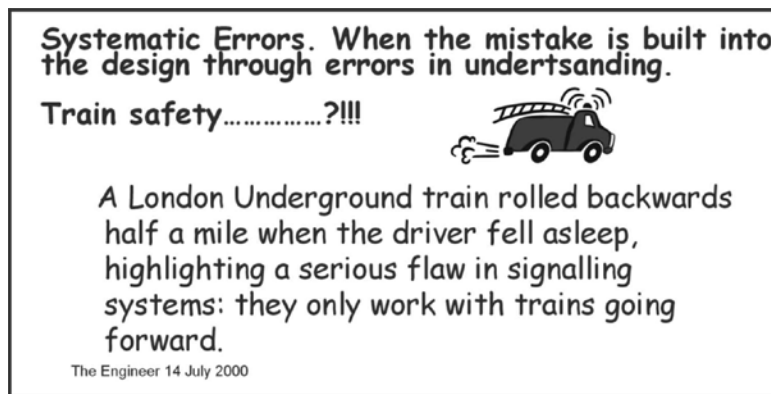 Systematic Errors. When the mistake is built into
the design through errors in undertsanding.
Train safety……………?!!!
A London Underground train rolled backwards
half a mile when the driver fell asleep,
highlighting a serious flaw in signalling
systems: they only work with trains going
forward.
The Engineer 14 July 2000